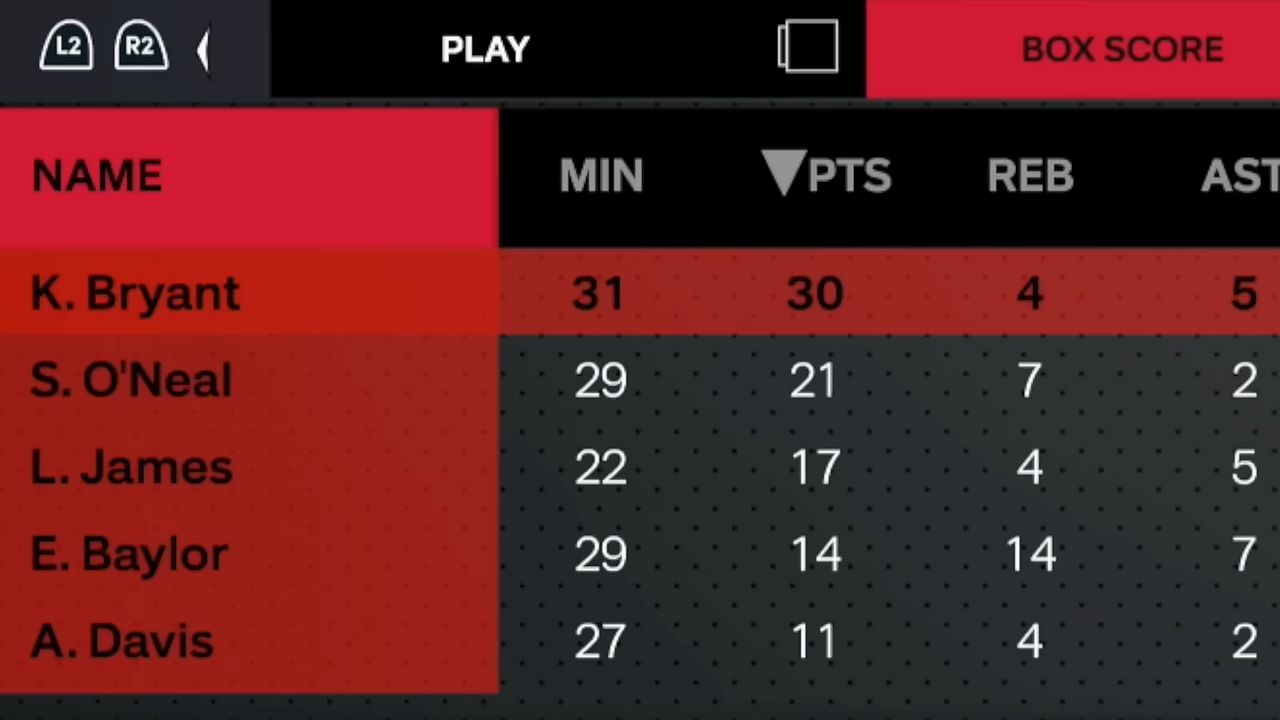 L2 R2 PLAY BOX SCORE
NAME MIN ▼PTS REB AST
K. Bryant 31 30 4 5
S. O'Neal 29 21 7 2
L. James 22 17 4 5
E. Baylor 29 14 14 7
A. Davis 27 11 4 2